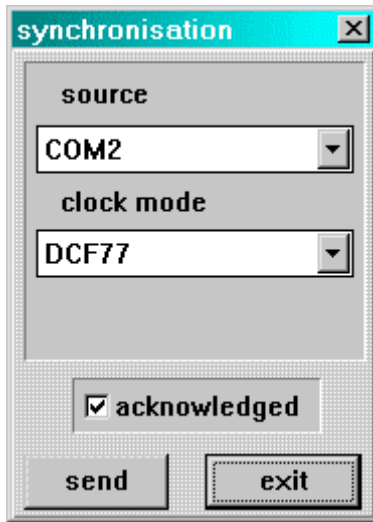 synchronisation
source
COM2
clock mode
DCF77
acknowledged
send exit